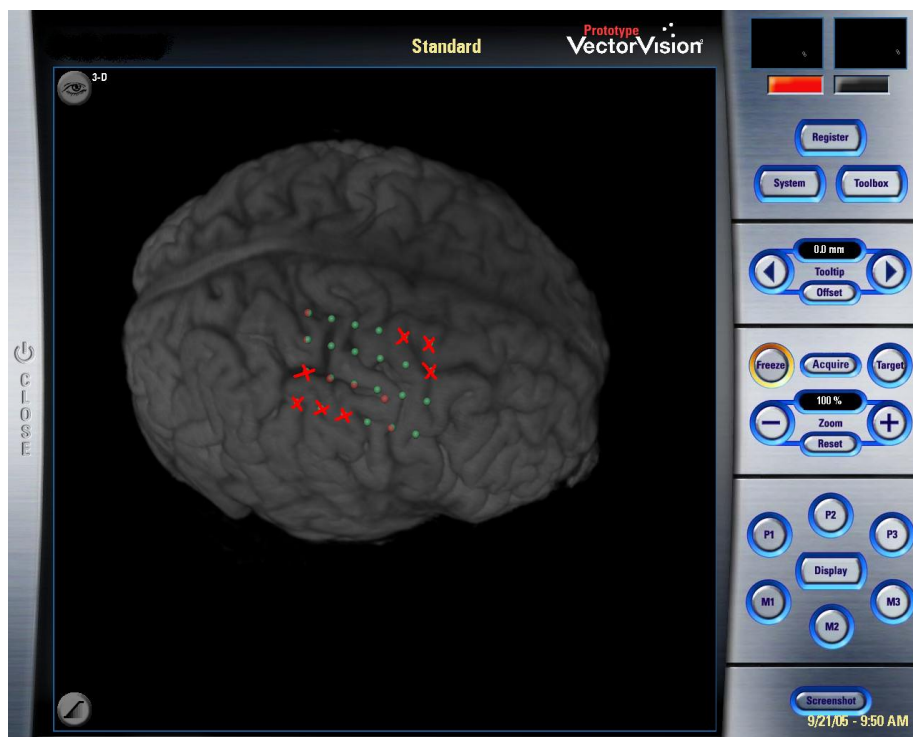 Standard
Prototype
VectorVision²
3-D
CLOSE
Register
System
Toolbox
0.0 mm
Tooltip
Offset
Freeze
Acquire
Target
100 %
Zoom
Reset
P1
P2
P3
Display
M1
M2
M3
Screenshot
9/21/05 - 9:50 AM